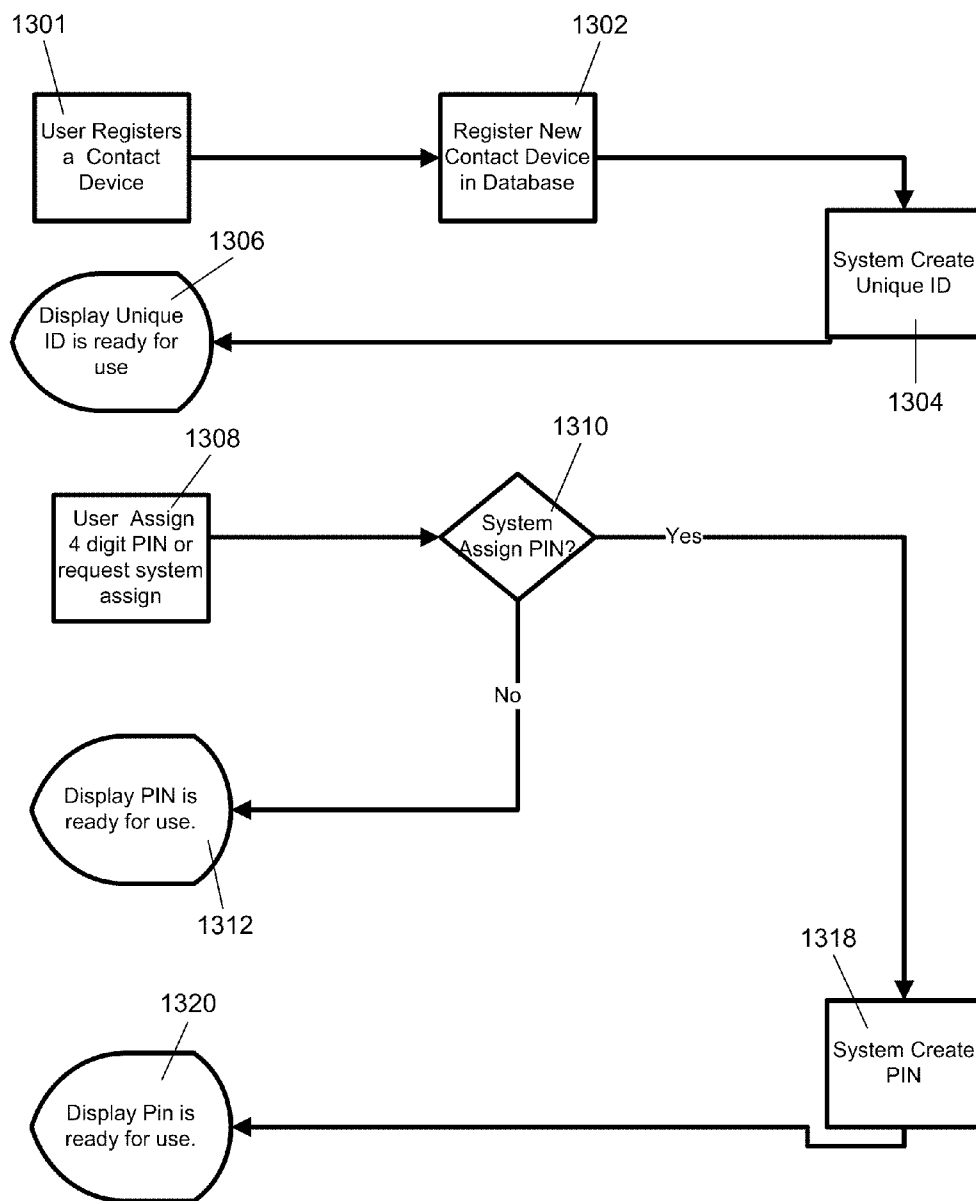 1301
1302
User Registers
a Contact
Device
Register New
Contact Device
in Database
1306
System Create
Unique ID
Display Unique
ID is ready for
use
1304
1308
1310
User Assign
4 digit PIN or
request system
assign
System
Assign PIN?
Yes
No
Display PIN is
ready for use.
1312
1318
1320
System Create
PIN
Display Pin is
ready for use.